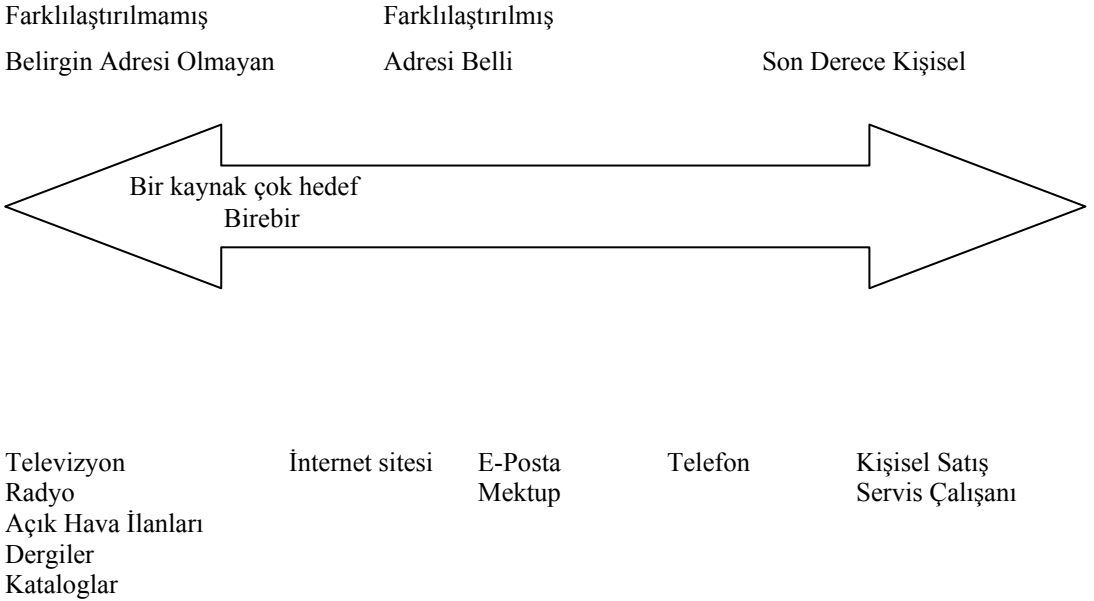 Farklılaştırılmamış Farklılaştırılmış
Belirgin Adresi Olmayan Adresi Belli Son Derece Kişisel
Bir kaynak çok hedef
Birebir
Televizyon İnternet sitesi E-Posta Telefon Kişisel Satış
Radyo Mektup Servis Çalışanı
Açık Hava İlanları
Dergiler
Kataloglar